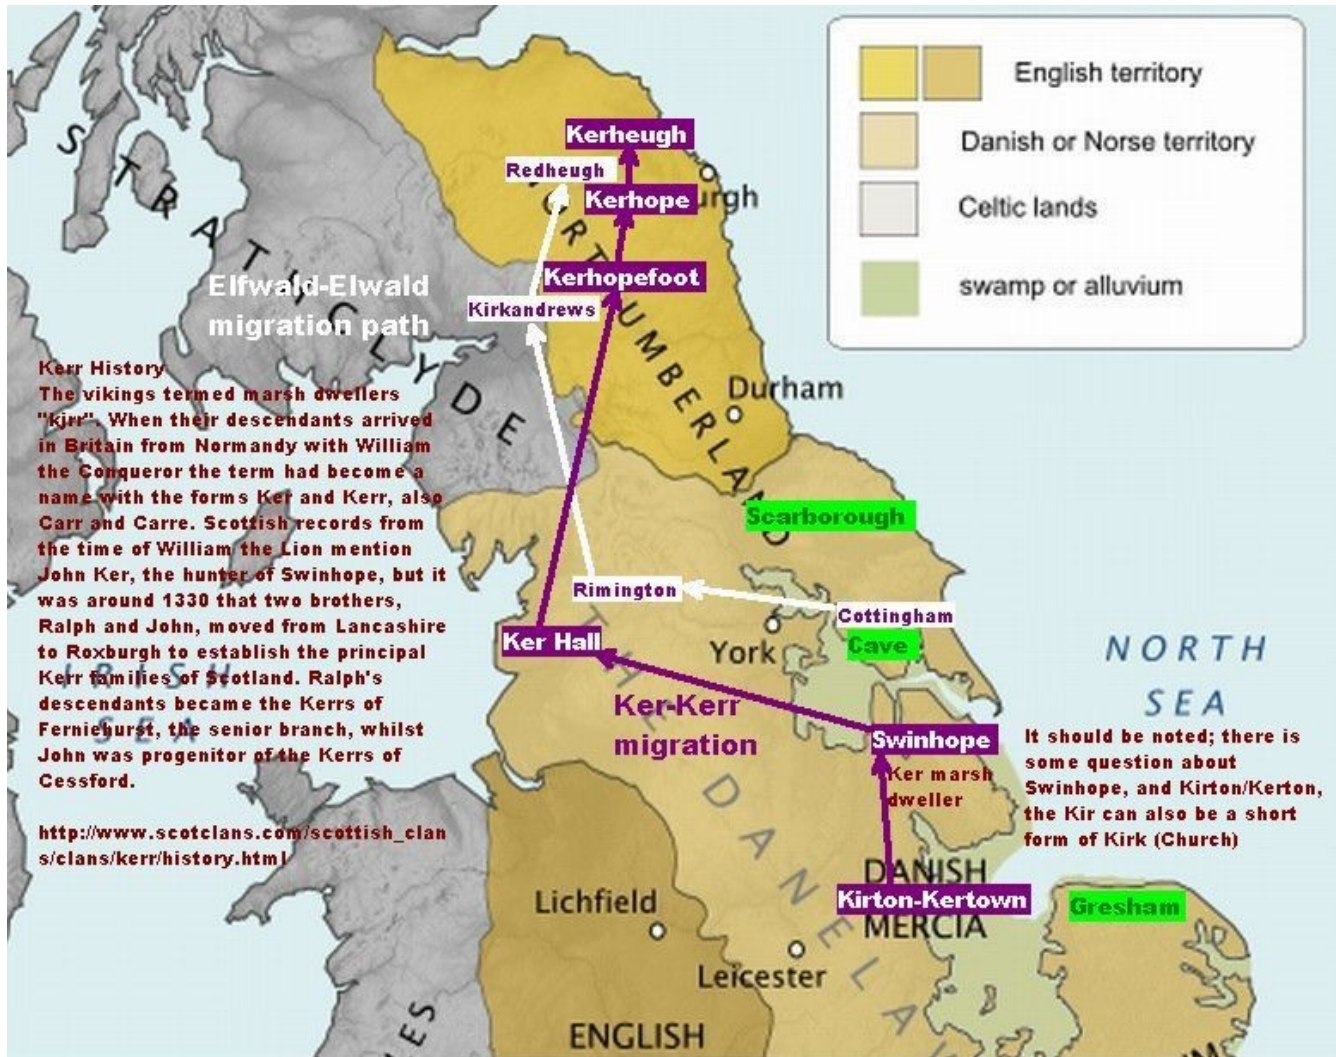 English territory
Danish or Norse territory
Celtic lands
swamp or alluvium
Kerheugh
Redheugh
urgh
Kerhope
Kerhopefoot
Kirkandrews
STRATHCLYDE
NORTHUMBERLAND
Elfwald-Elwald
migration path
Durham
Scarborough
Rimington
Cottingham
Cave
York
Ker Hall
Ker-Kerr
migration
Swinhope
Ker marsh
dweller
THE DANELAW
NORTH
SEA
IRISH
SEA
Kerr History
The vikings termed marsh dwellers
"kjrr". When their descendants arrived
in Britain from Normandy with William
the Conqueror the term had become a
name with the forms Ker and Kerr, also
Carr and Carre. Scottish records from
the time of William the Lion mention
John Ker, the hunter of Swinhope, but it
was around 1330 that two brothers,
Ralph and John, moved from Lancashire
to Roxburgh to establish the principal
Kerr families of Scotland. Ralph's
descendants became the Kerrs of
Ferniehurst, the senior branch, whilst
John was progenitor of the Kerrs of
Cessford.
http://www.scotclans.com/scottish_clan
s/clans/kerr/history.html
It should be noted; there is
some question about
Swinhope, and Kirton/Kerton,
the Kir can also be a short
form of Kirk (Church)
DANISH
Kirton-Kertown
MERCIA
Gresham
Lichfield
Leicester
ENGLISH